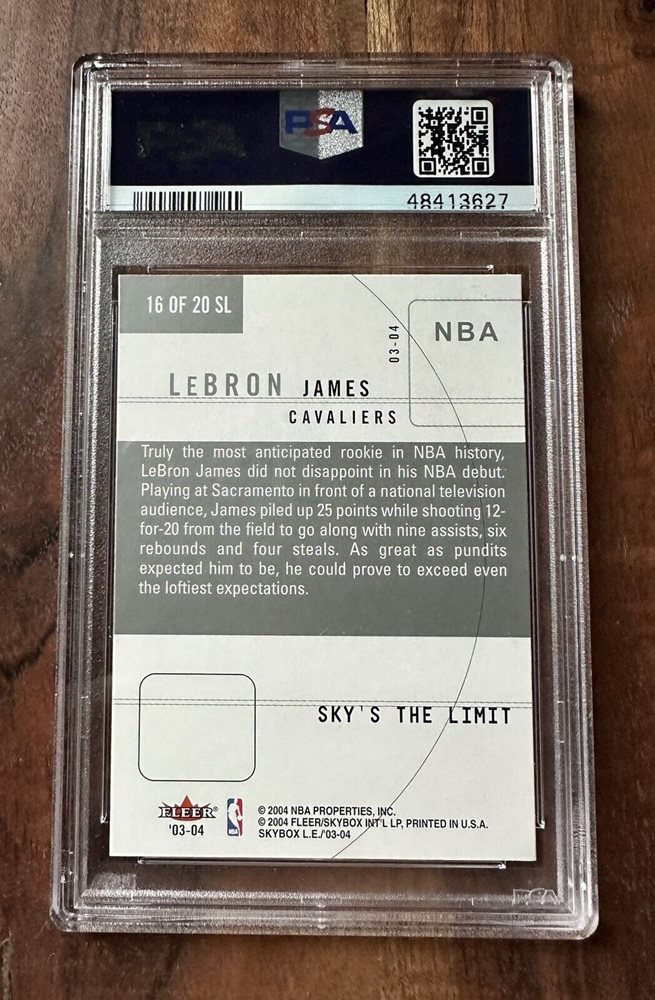 PSA
48413627
16 OF 20 SL
03-04
NBA
LEBRON JAMES
CAVALIERS
Truly the most anticipated rookie in NBA history,
LeBron James did not disappoint in his NBA debut.
Playing at Sacramento in front of a national television
audience, James piled up 25 points while shooting 12-
for-20 from the field to go along with nine assists, six
rebounds and four steals. As great as pundits
expected him to be, he could prove to exceed even
the loftiest expectations.
SKY'S THE LIMIT
FLEER®
'03-04
NBA
© 2004 NBA PROPERTIES, INC.
© 2004 FLEER/SKYBOX INT'L LP, PRINTED IN U.S.A.
SKYBOX L.E./'03-04
PSA